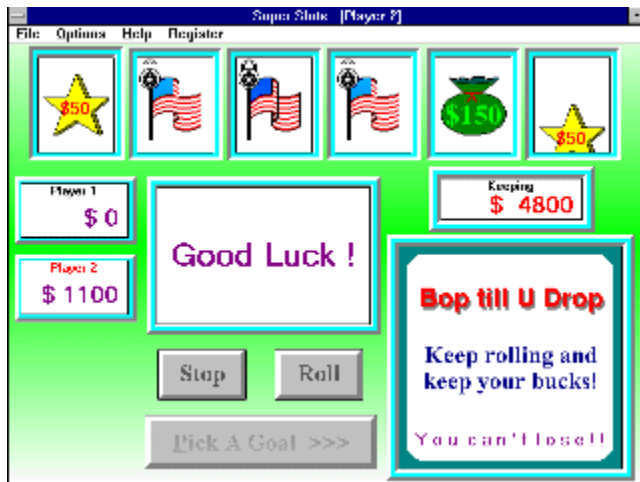 Super Slots [Player 2]
File Options Help Register
$50
$150
$50
Player 1
$ 0
Player 2
$ 1100
Good Luck !
Keeping
$ 4800
Bop till U Drop
Keep rolling and
keep your bucks!
You can't lose!!
Stop Roll
Pick A Goal >>>